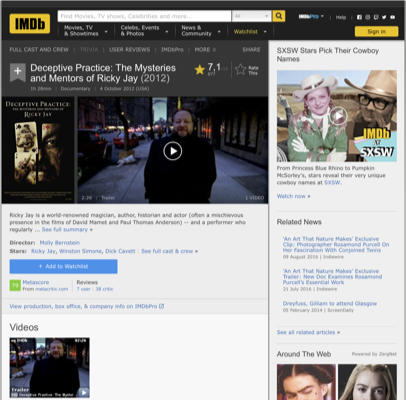 IMDb
Find Movies, TV shows, Celebrities and more...
All
IMDbPro
Help
Movies, TV
& Showtimes
Celebs, Events
& Photos
News &
Community
Watchlist
Sign in
FULL CAST AND CREW | TRIVIA | USER REVIEWS | IMDbPro | MORE
SHARE
Deceptive Practice: The Mysteries
and Mentors of Ricky Jay (2012)
7,1
Rate
This
1h 28min | Documentary | 4 October 2012 (USA)
DECEPTIVE PRACTICE:
RICKY JAY
2:26 | Trailer
1 VIDEO
Ricky Jay is a world-renowned magician, author, historian and actor (often a mischievous
presence in the films of David Mamet and Paul Thomas Anderson) -- and a performer who
regularly ... See full summary »
Director: Molly Bernstein
Stars: Ricky Jay, Winston Simone, Dick Cavett | See full cast & crew »
+ Add to Watchlist
Metascore
From metacritic.com
Reviews
7 user | 38 critic
View production, box office, & company info on IMDbPro
Videos
IMDb
02:26
Trailer
Deceptive Practice: The Myster
SXSW Stars Pick Their Cowboy
Names
IMDb
AT
SXSW
From Princess Blue Rhino to Pumpkin
McSorley's, stars reveal their very unique
cowboy names at SXSW.
Watch now »
Related News
'An Art That Nature Makes' Exclusive
Clip: Photographer Rosamund Purcell On
Her Fascination With Conjoined Twins
09 August 2016 | Indiewire
'An Art That Nature Makes' Exclusive
Trailer: New Doc Examines Rosamond
Purcell's Essential Work
21 July 2016 | Indiewire
Dreyfuss, Gilliam to attend Glasgow
05 February 2014 | ScreenDaily
See all related articles »
Around The Web
Powered by ZergNet